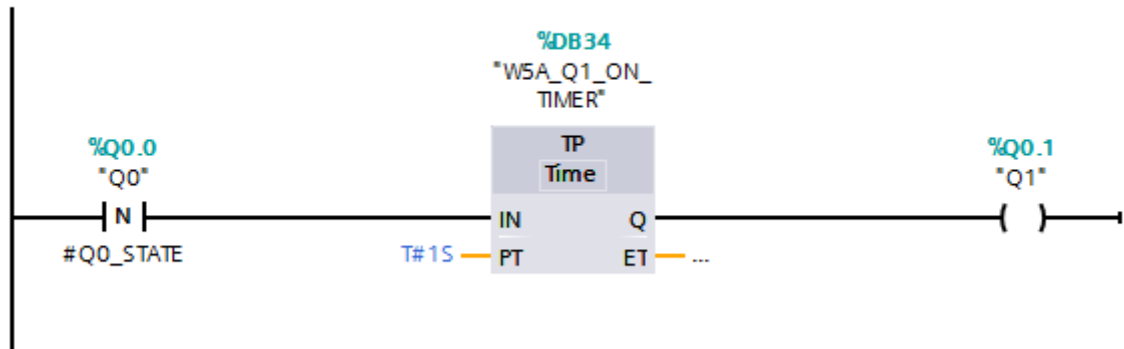 %DB34
"W5A_Q1_ON_
TIMER"
%Q0.0
"Q0"
TP
Time
%Q0.1
"Q1"
N
IN
Q
#Q0_STATE
T#1S
PT
ET
...